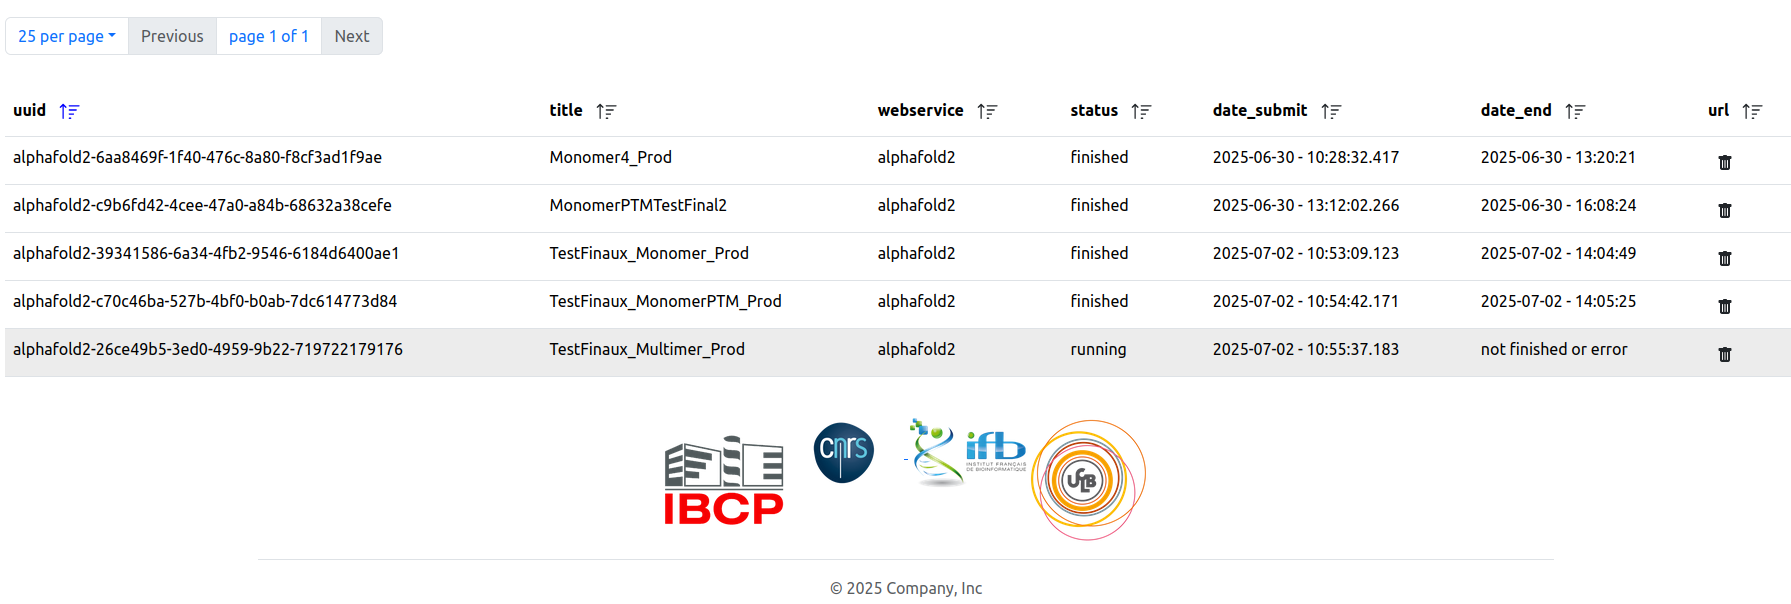 25 per page Previous page 1 of 1 Next
uuid title webservice status date_submit date_end url
alphafold2-6aa8469f-1f40-476c-8a80-f8cf3ad1f9ae Monomer4_Prod alphafold2 finished 2025-06-30 - 10:28:32.417 2025-06-30 - 13:20:21
alphafold2-c9b6fd42-4cee-47a0-a84b-68632a38cefe MonomerPTMTestFinal2 alphafold2 finished 2025-06-30 - 13:12:02.266 2025-06-30 - 16:08:24
alphafold2-39341586-6a34-4fb2-9546-6184d6400ae1 TestFinaux_Monomer_Prod alphafold2 finished 2025-07-02 - 10:53:09.123 2025-07-02 - 14:04:49
alphafold2-c70c46ba-527b-4bf0-b0ab-7dc614773d84 TestFinaux_MonomerPTM_Prod alphafold2 finished 2025-07-02 - 10:54:42.171 2025-07-02 - 14:05:25
alphafold2-26ce49b5-3ed0-4959-9b22-719722179176 TestFinaux_Multimer_Prod alphafold2 running 2025-07-02 - 10:55:37.183 not finished or error
IBCP
cnrs
ifb
INSTITUT FRANÇAIS
DE BIOINFORMATIQUE
UCLB
© 2025 Company, Inc